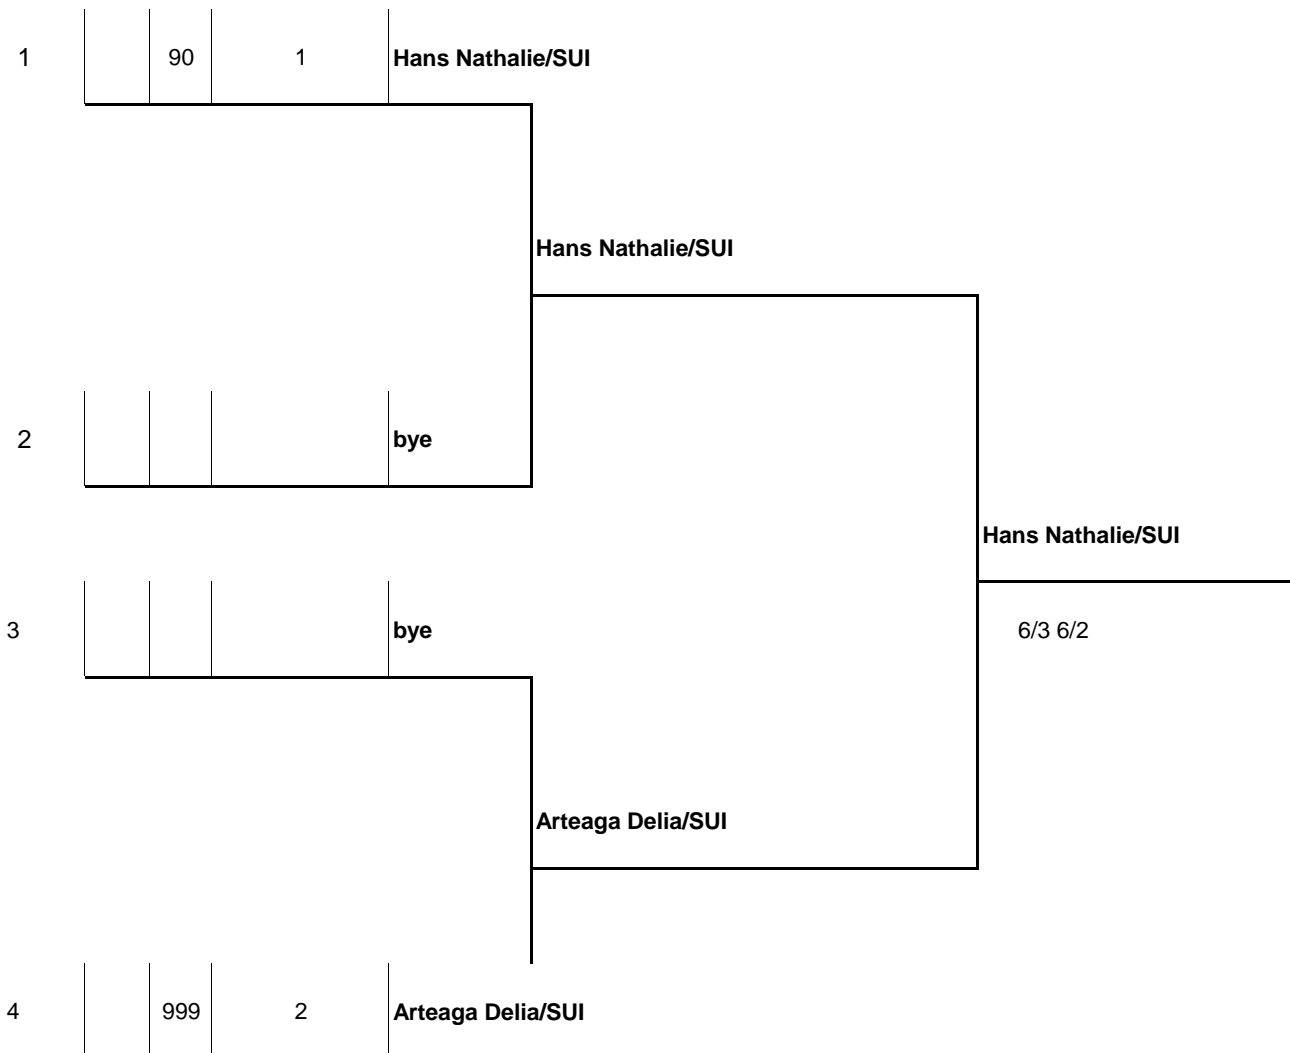 1 90 1 Hans Nathalie/SUI
Hans Nathalie/SUI
2 bye
Hans Nathalie/SUI
3 bye 6/3 6/2
Arteaga Delia/SUI
4 999 2 Arteaga Delia/SUI